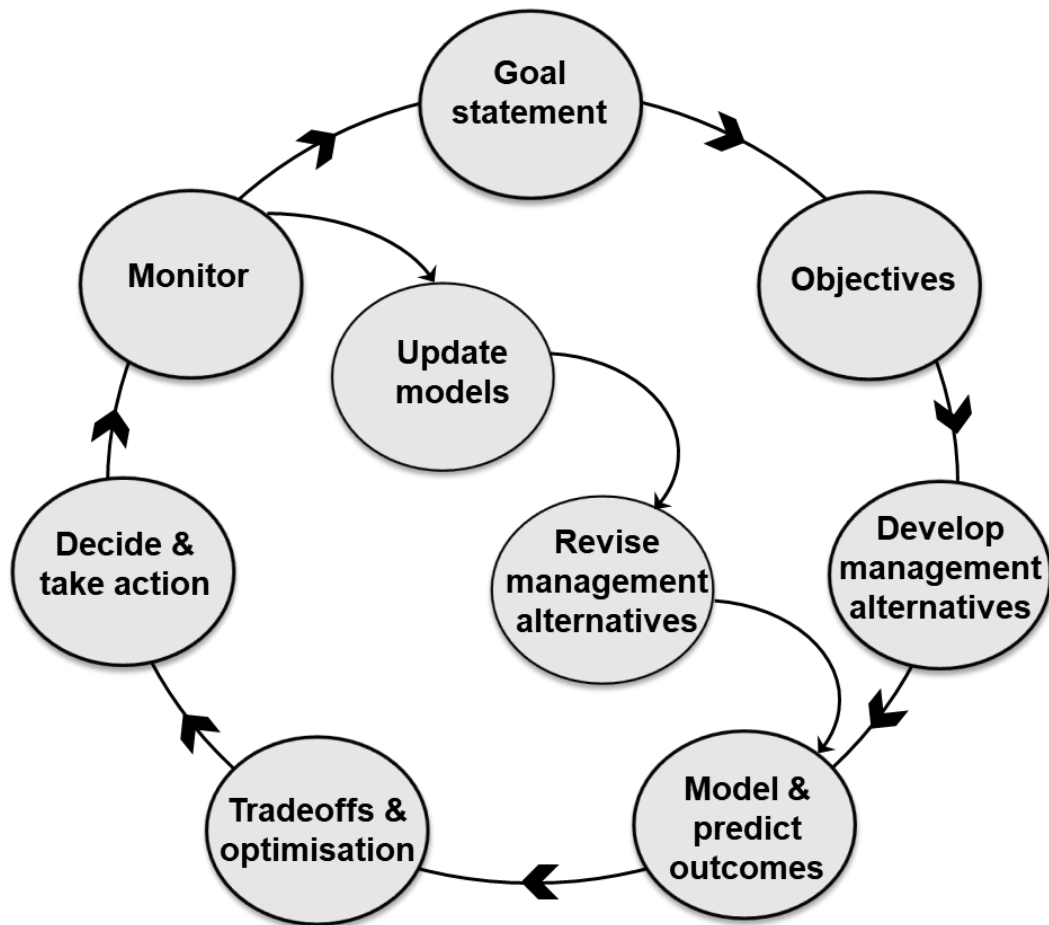 Goal
statement
Objectives
Develop
management
alternatives
Model &
predict
outcomes
Tradeoffs &
optimisation
Decide &
take action
Monitor
Update
models
Revise
management
alternatives